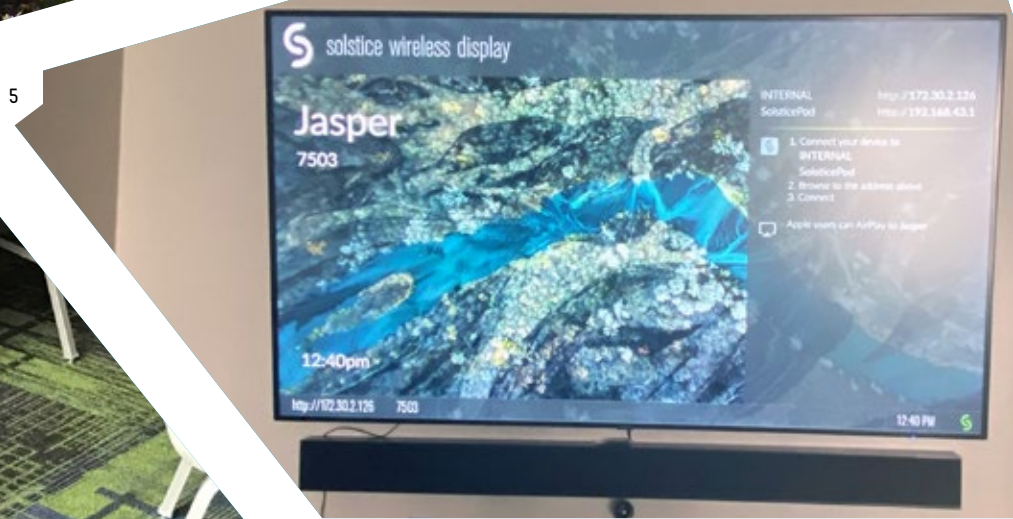 5
solstice wireless display
Jasper
7503
12:40pm
http://172.30.2.126 7503
INTERNAL http://172.30.2.126
SolsticePod http://192.168.43.1
1. Connect your device to
INTERNAL
SolsticePod
2. Browse to the address above
3. Connect
Apple users can AirPlay to Jasper
12:40 PM